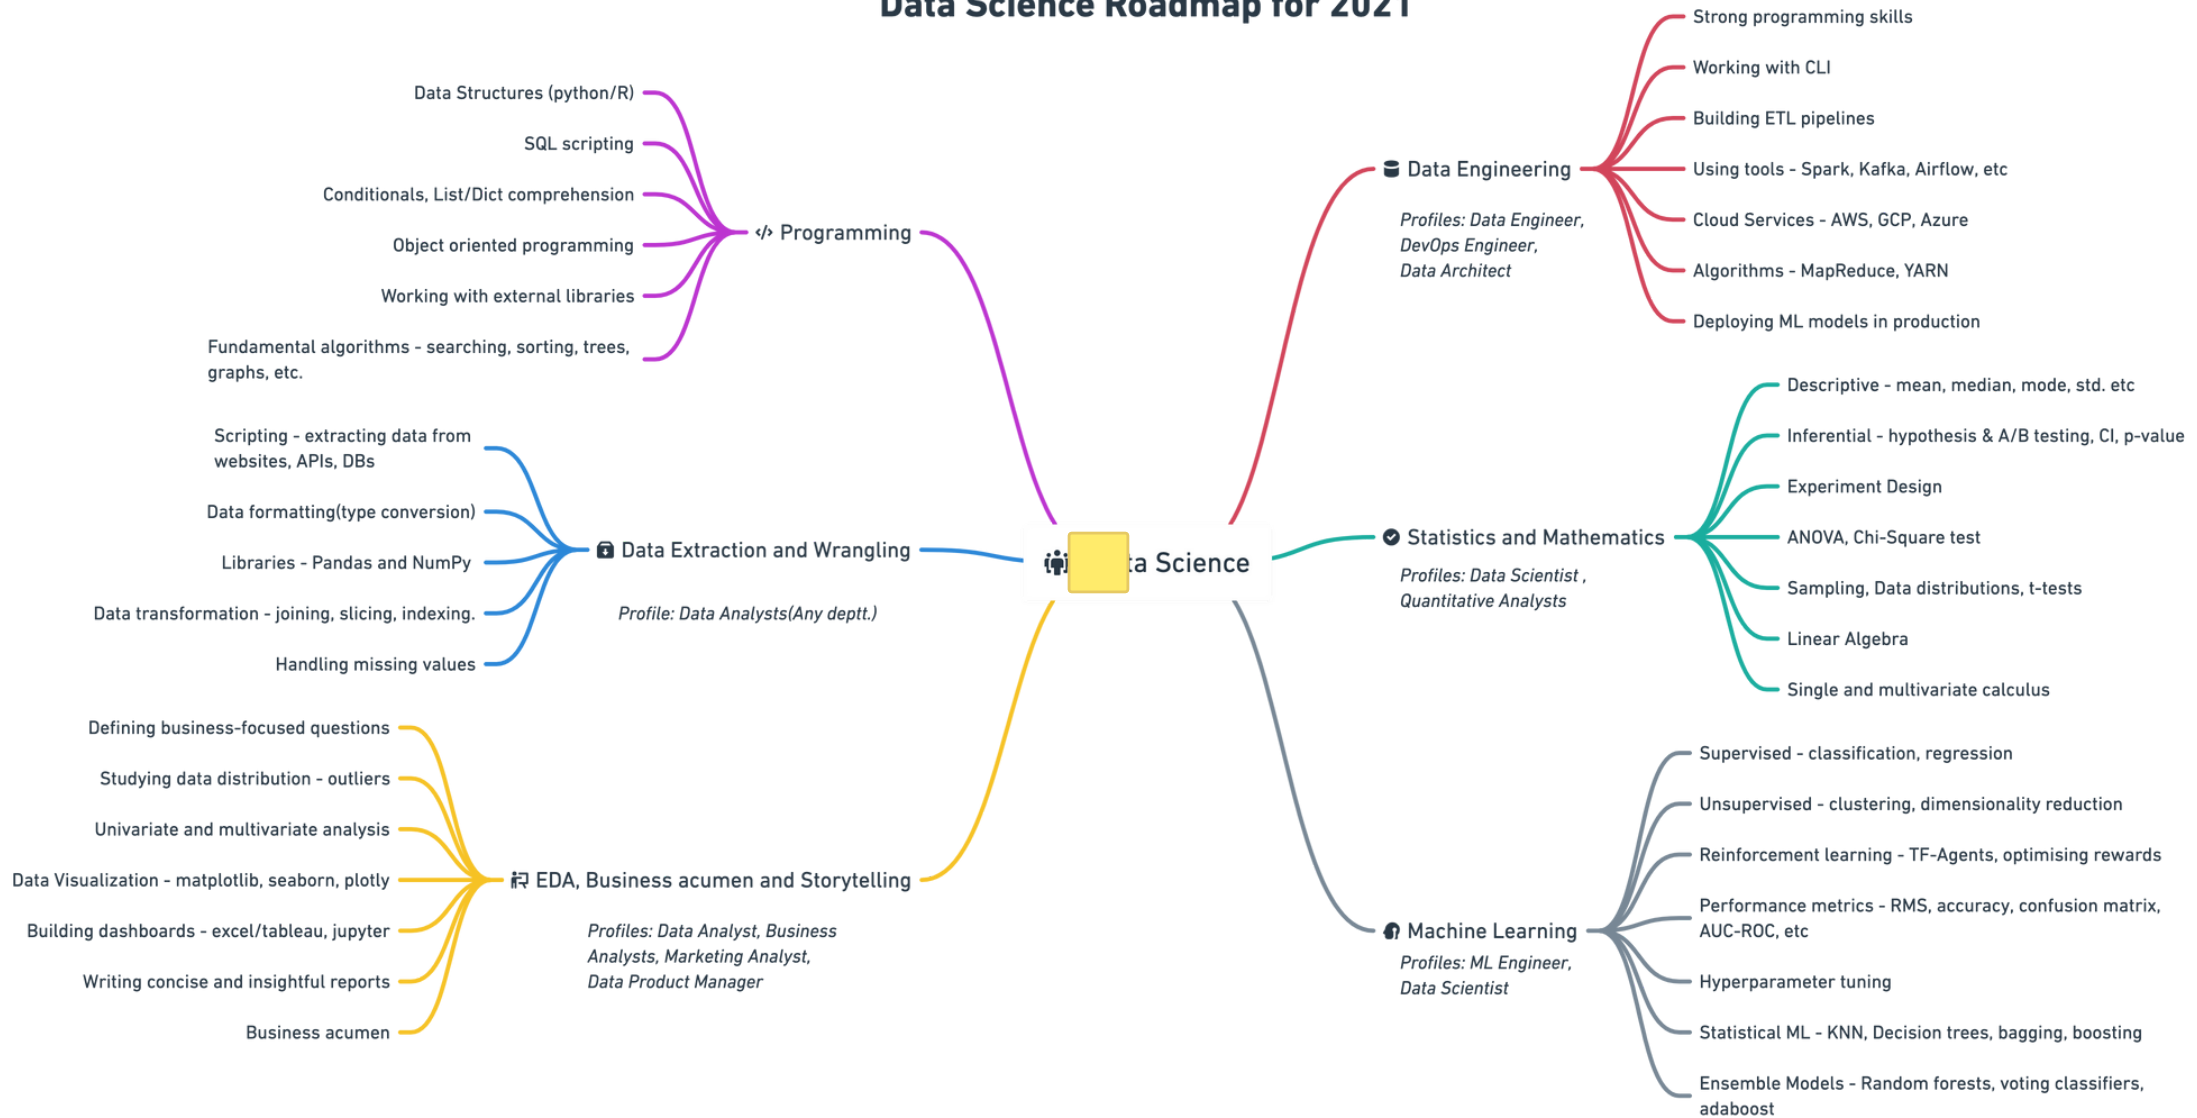 Data Science Roadmap for 2021
Data Structures (python/R)
SQL scripting
Conditionals, List/Dict comprehension
Object oriented programming
Working with external libraries
Fundamental algorithms - searching, sorting, trees,
graphs, etc.
</> Programming
Scripting - extracting data from
websites, APIs, DBs
Data formatting(type conversion)
Libraries - Pandas and NumPy
Data transformation - joining, slicing, indexing.
Handling missing values
Data Extraction and Wrangling
Profile: Data Analysts(Any deptt.)
Defining business-focused questions
Studying data distribution - outliers
Univariate and multivariate analysis
Data Visualization - matplotlib, seaborn, plotly
Building dashboards - excel/tableau, jupyter
Writing concise and insightful reports
Business acumen
EDA, Business acumen and Storytelling
Profiles: Data Analyst, Business
Analysts, Marketing Analyst,
Data Product Manager
ta Science
Data Engineering
Profiles: Data Engineer,
DevOps Engineer,
Data Architect
Strong programming skills
Working with CLI
Building ETL pipelines
Using tools - Spark, Kafka, Airflow, etc
Cloud Services - AWS, GCP, Azure
Algorithms - MapReduce, YARN
Deploying ML models in production
Statistics and Mathematics
Profiles: Data Scientist ,
Quantitative Analysts
Descriptive - mean, median, mode, std. etc
Inferential - hypothesis & A/B testing, CI, p-value
Experiment Design
ANOVA, Chi-Square test
Sampling, Data distributions, t-tests
Linear Algebra
Single and multivariate calculus
Machine Learning
Profiles: ML Engineer,
Data Scientist
Supervised - classification, regression
Unsupervised - clustering, dimensionality reduction
Reinforcement learning - TF-Agents, optimising rewards
Performance metrics - RMS, accuracy, confusion matrix,
AUC-ROC, etc
Hyperparameter tuning
Statistical ML - KNN, Decision trees, bagging, boosting
Ensemble Models - Random forests, voting classifiers,
adaboost